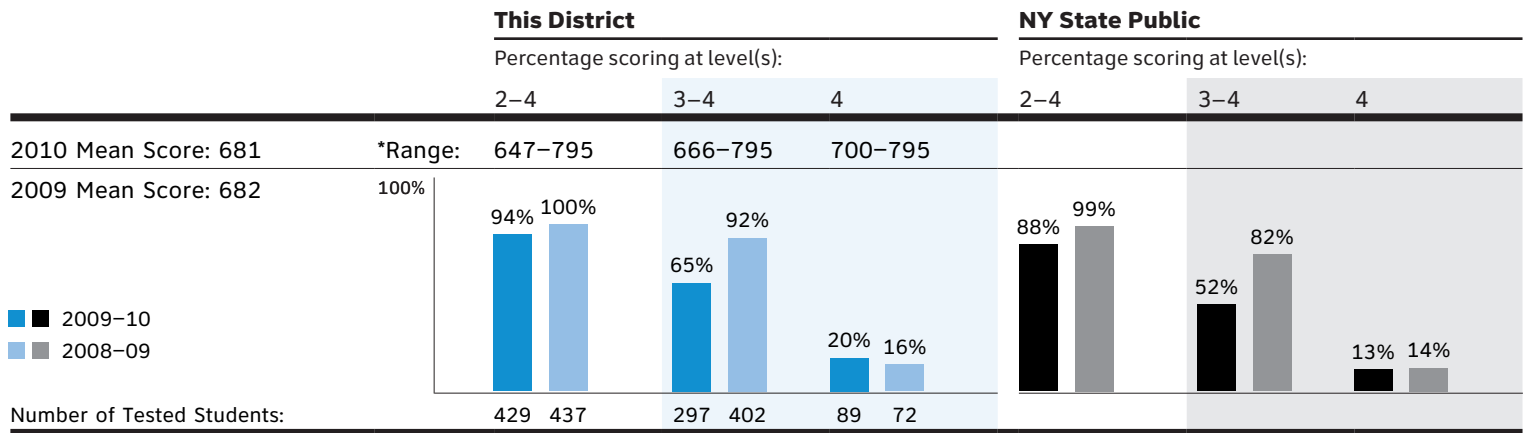 This District NY State Public
Percentage scoring at level(s): Percentage scoring at level(s):
2–4 3–4 4 2–4 3–4 4
2010 Mean Score: 681 *Range: 647–795 666–795 700–795
2009 Mean Score: 682 100%
94% 100% 92% 88% 99% 82%
65% 52%
20% 16% 13% 14%
2009–10
2008–09
Number of Tested Students: 429 437 297 402 89 72